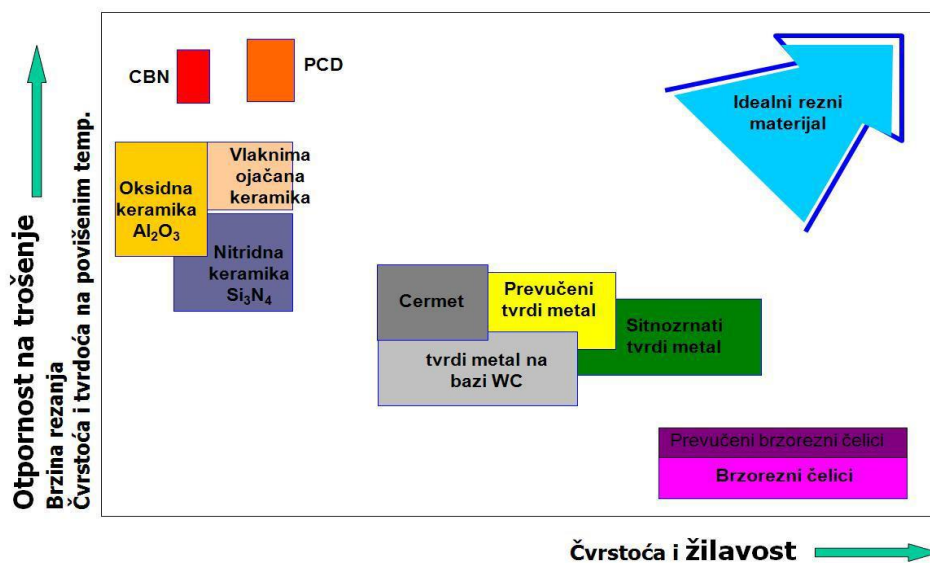 Otpornost na trošenje
Brzina rezanja
Čvrstoća i tvrdoća na povišenim temp.
CBN
PCD
Idealni rezni
materijal
Oksidna
keramika
Al₂O₃
Vlaknima
ojačana
keramika
Nitridna
keramika
Si₃N₄
Cermet
Prevučeni
tvrdi metal
Sitnozrnati
tvrdi metal
tvrdi metal na
bazi WC
Prevučeni brzorezni čelici
Brzorezni čelici
Čvrstoća i žilavost